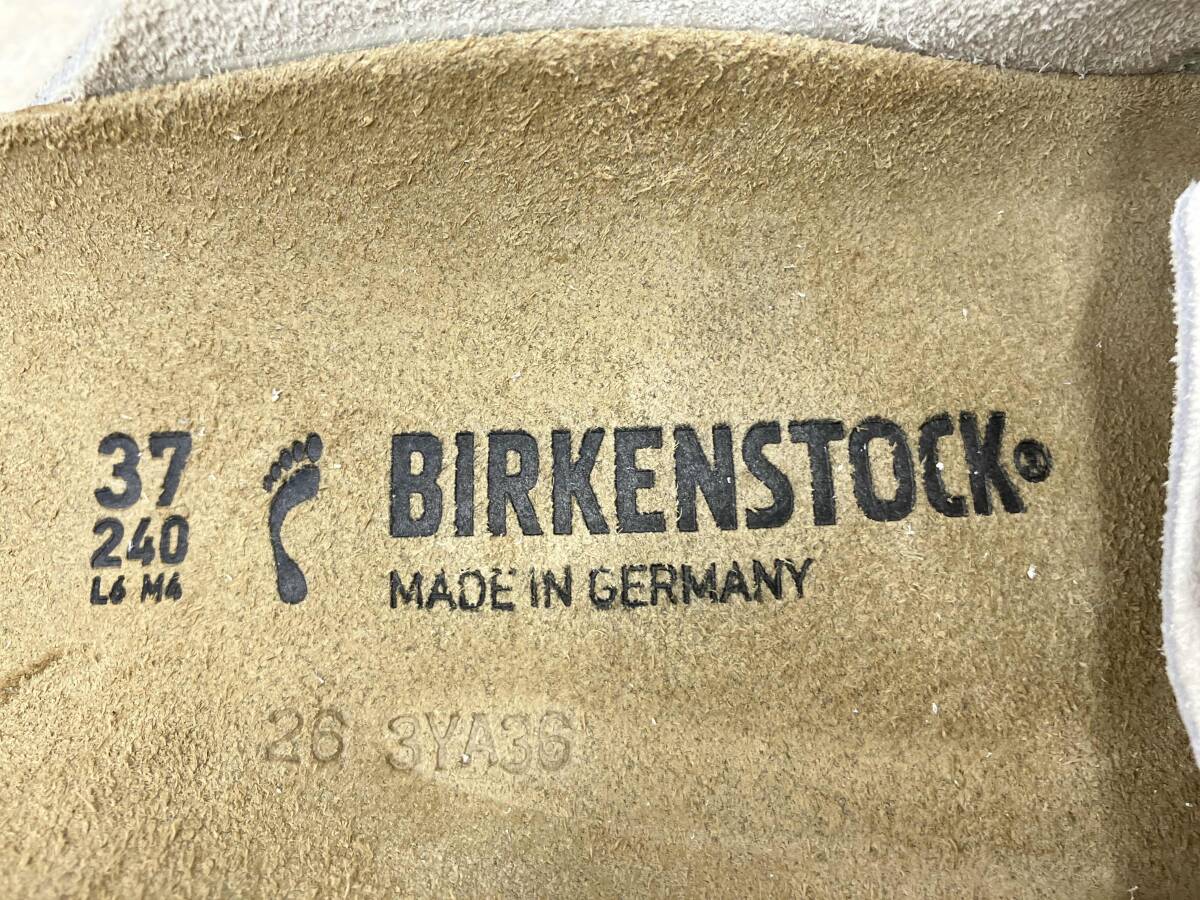 37
240
L6 M4
BIRKENSTOCK®
MADE IN GERMANY
26 3YA36